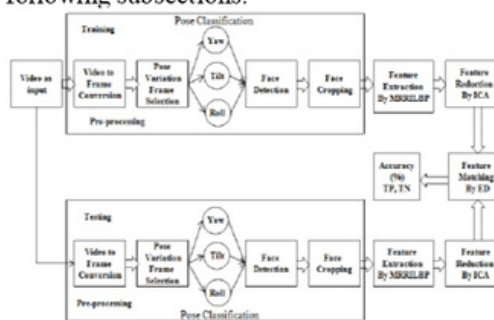 following subsections.
Pose Classification
Training
Yaw
Video as
input
Video to
Frame
Conversion
Pose
Variation
Frame
Selection
Tilt
Roll
Face
Detection
Face
Cropping
Feature
Extraction
By MRRILBP
Feature
Reduction
By ICA
Pre-processing
Accuracy
(%)
TP, TN
Feature
Matching
By ED
Testing
Yaw
Video to
Frame
Conversion
Pose
Variation
Frame
Selection
Tilt
Roll
Face
Detection
Face
Cropping
Feature
Extraction
By MRRILBP
Feature
Reduction
By ICA
Pre-processing
Pose Classification